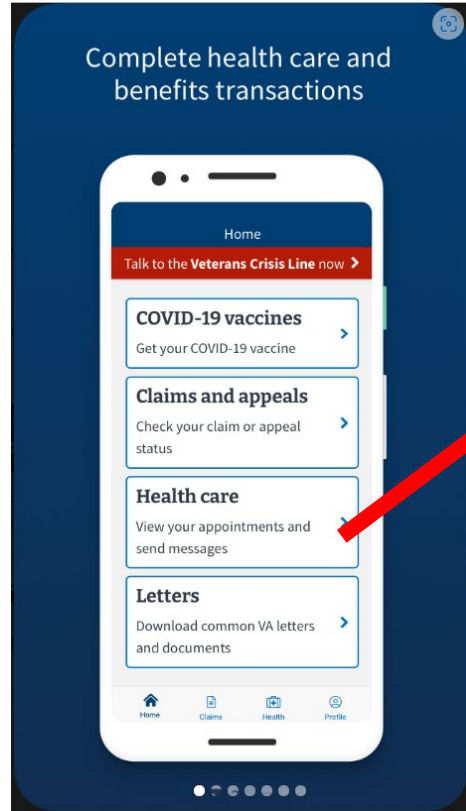 Complete health care and
benefits transactions
Home
Talk to the Veterans Crisis Line now
COVID-19 vaccines
Get your COVID-19 vaccine
Claims and appeals
Check your claim or appeal
status
Health care
View your appointments and
send messages
Letters
Download common VA letters
and documents
Home Claims Health Profile